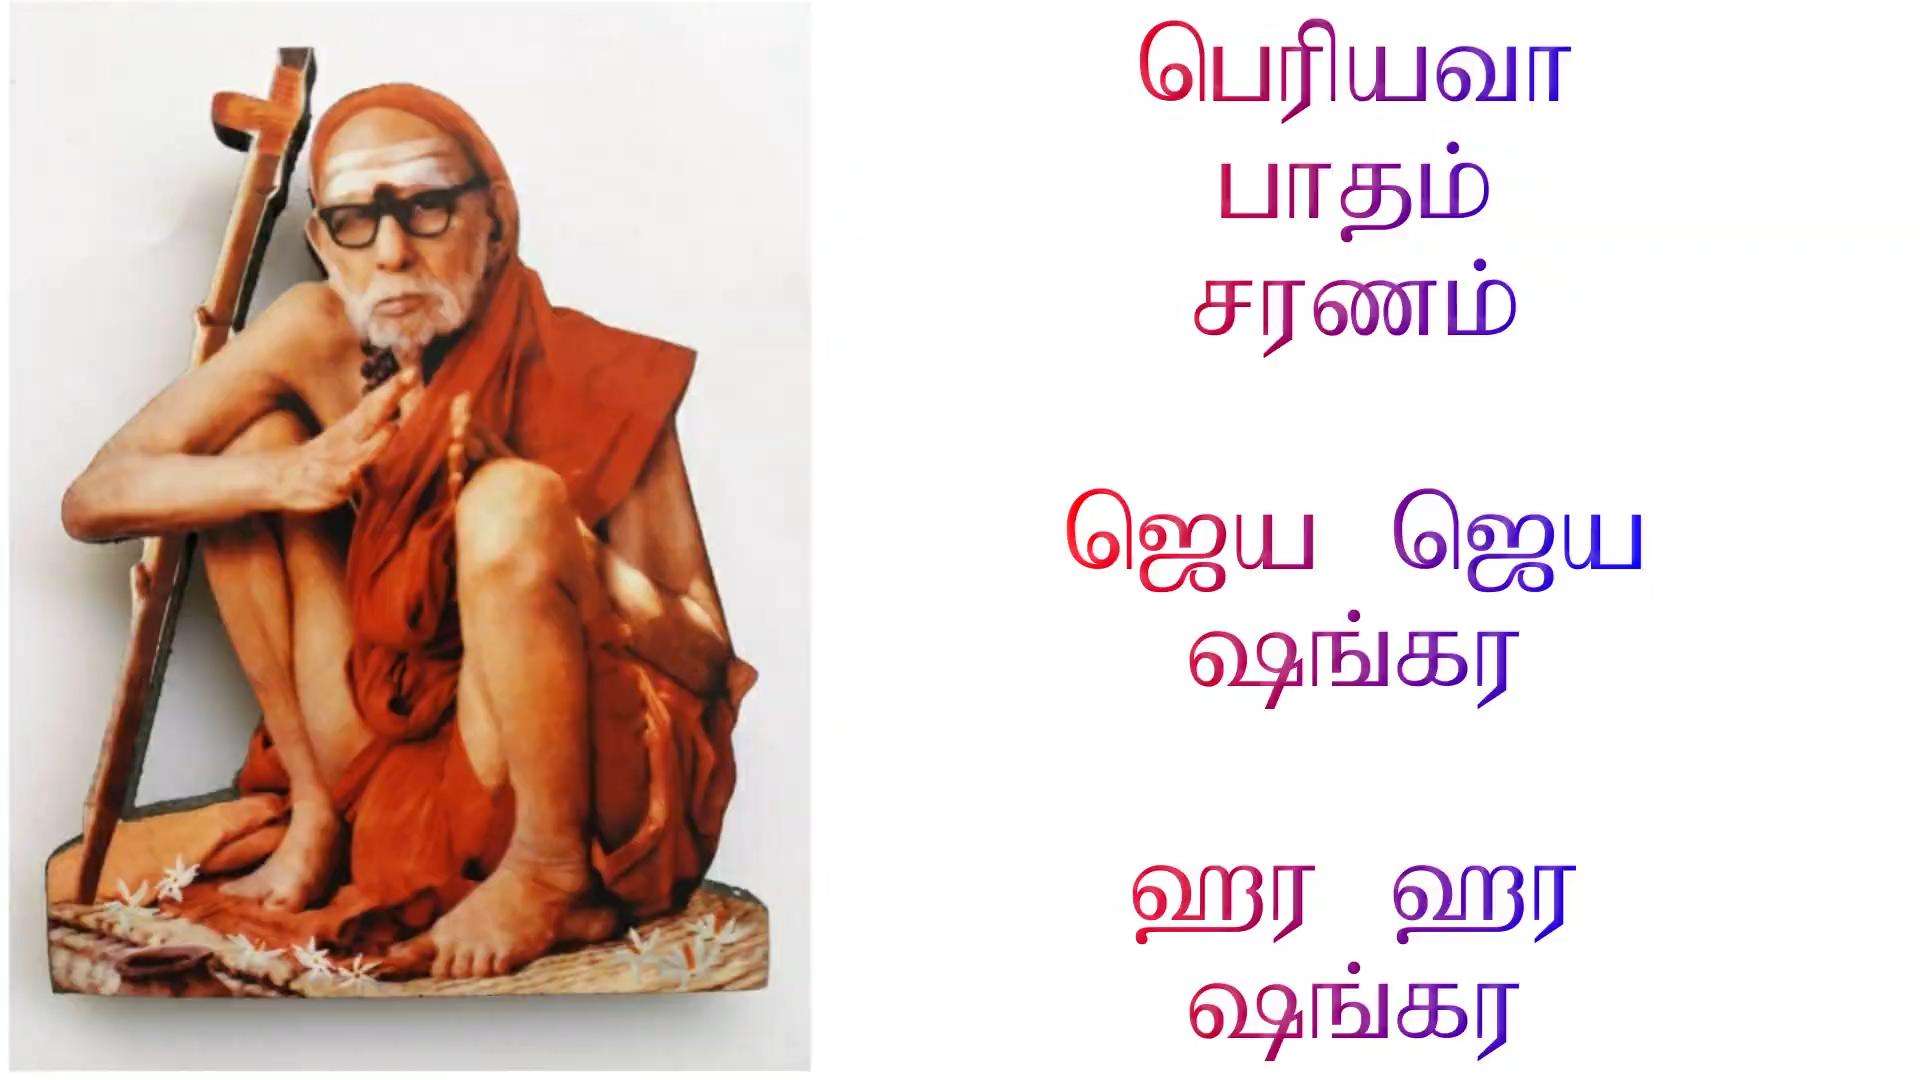 பெரியவா
பாதம்
சரணம்
ஜெய ஜெய
ஷங்கர
ஹர ஹர
ஷங்கர